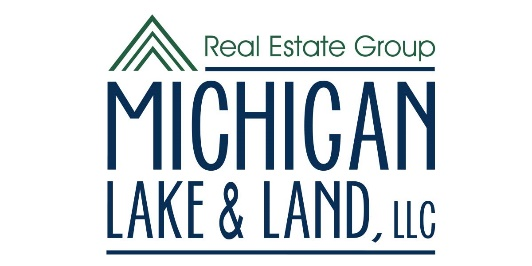 Real Estate Group
MICHIGAN
LAKE & LAND, LLC